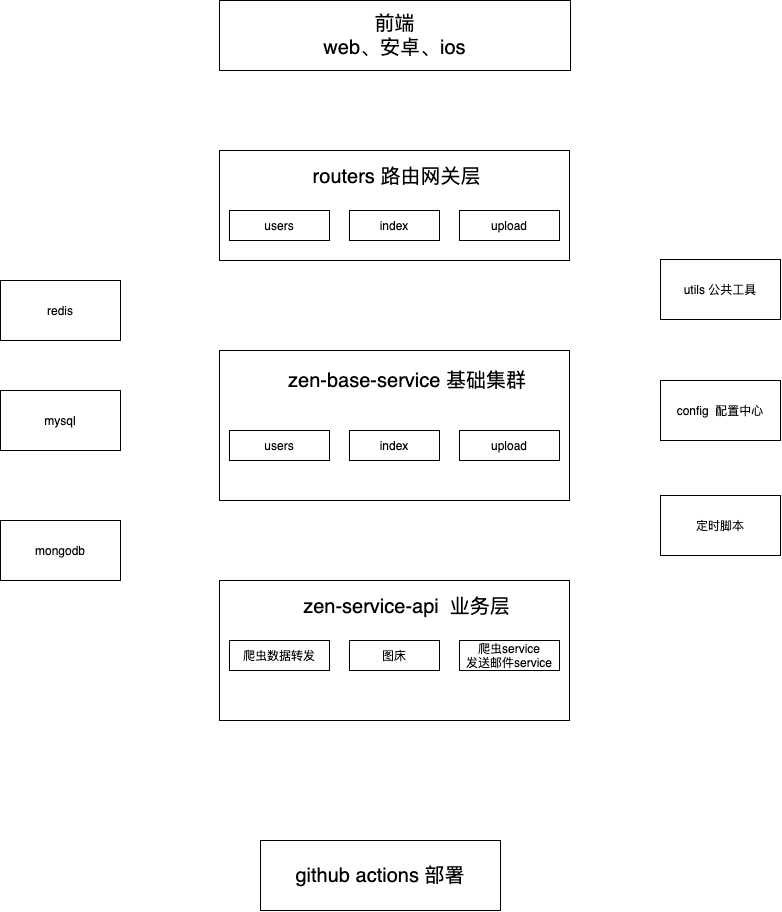 前端
web、安卓、ios
routers 路由网关层
users
index
upload
redis
utils 公共工具
zen-base-service 基础集群
mysql
config 配置中心
users
index
upload
mongodb
定时脚本
zen-service-api 业务层
爬虫数据转发
图床
爬虫service
发送邮件service
github actions 部署